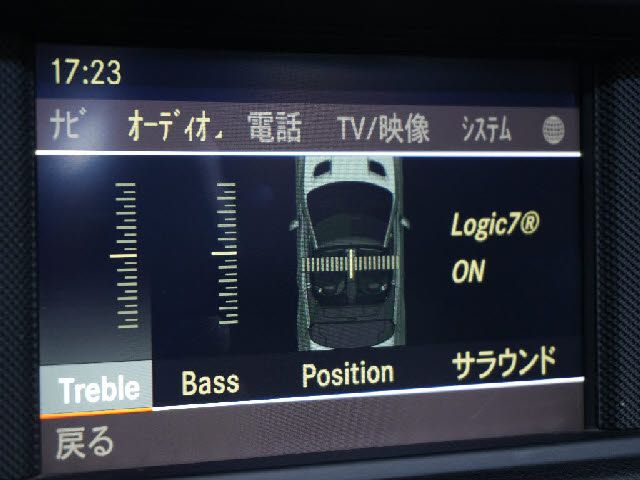 17:23
ナビ オーディオ 電話 TV/映像 システム
Logic7®
ON
Treble Bass Position サラウンド
戻る